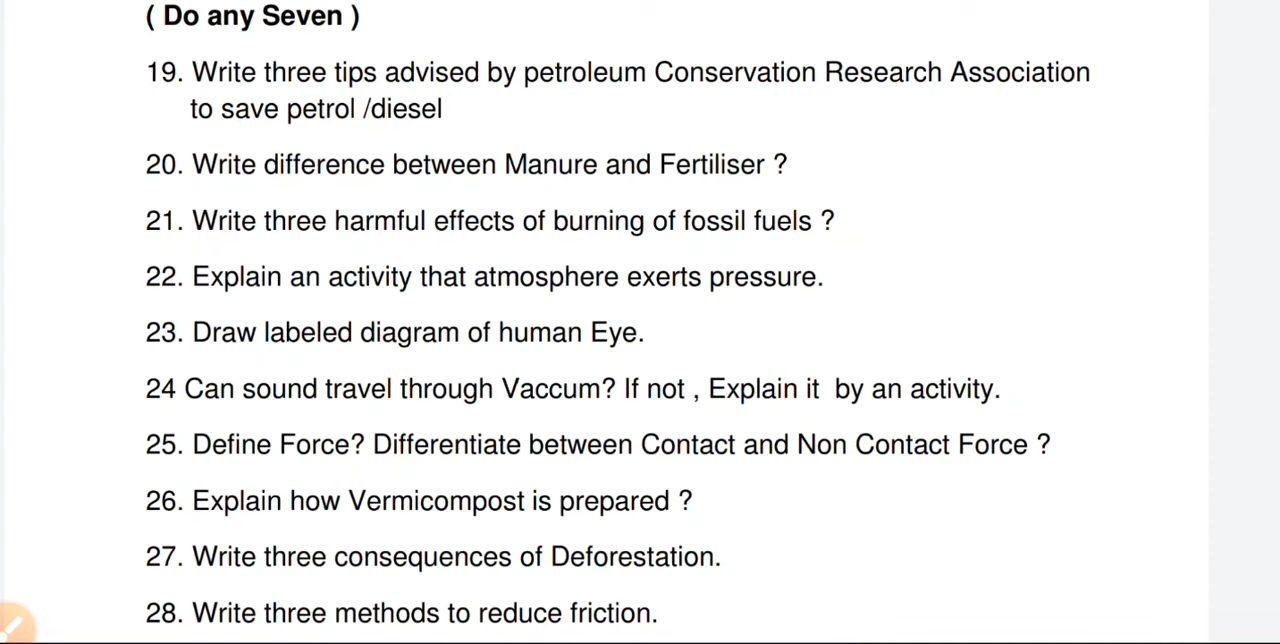 ( Do any Seven )
19. Write three tips advised by petroleum Conservation Research Association
to save petrol /diesel
20. Write difference between Manure and Fertiliser ?
21. Write three harmful effects of burning of fossil fuels ?
22. Explain an activity that atmosphere exerts pressure.
23. Draw labeled diagram of human Eye.
24 Can sound travel through Vaccum? If not , Explain it  by an activity.
25. Define Force? Differentiate between Contact and Non Contact Force ?
26. Explain how Vermicompost is prepared ?
27. Write three consequences of Deforestation.
28. Write three methods to reduce friction.